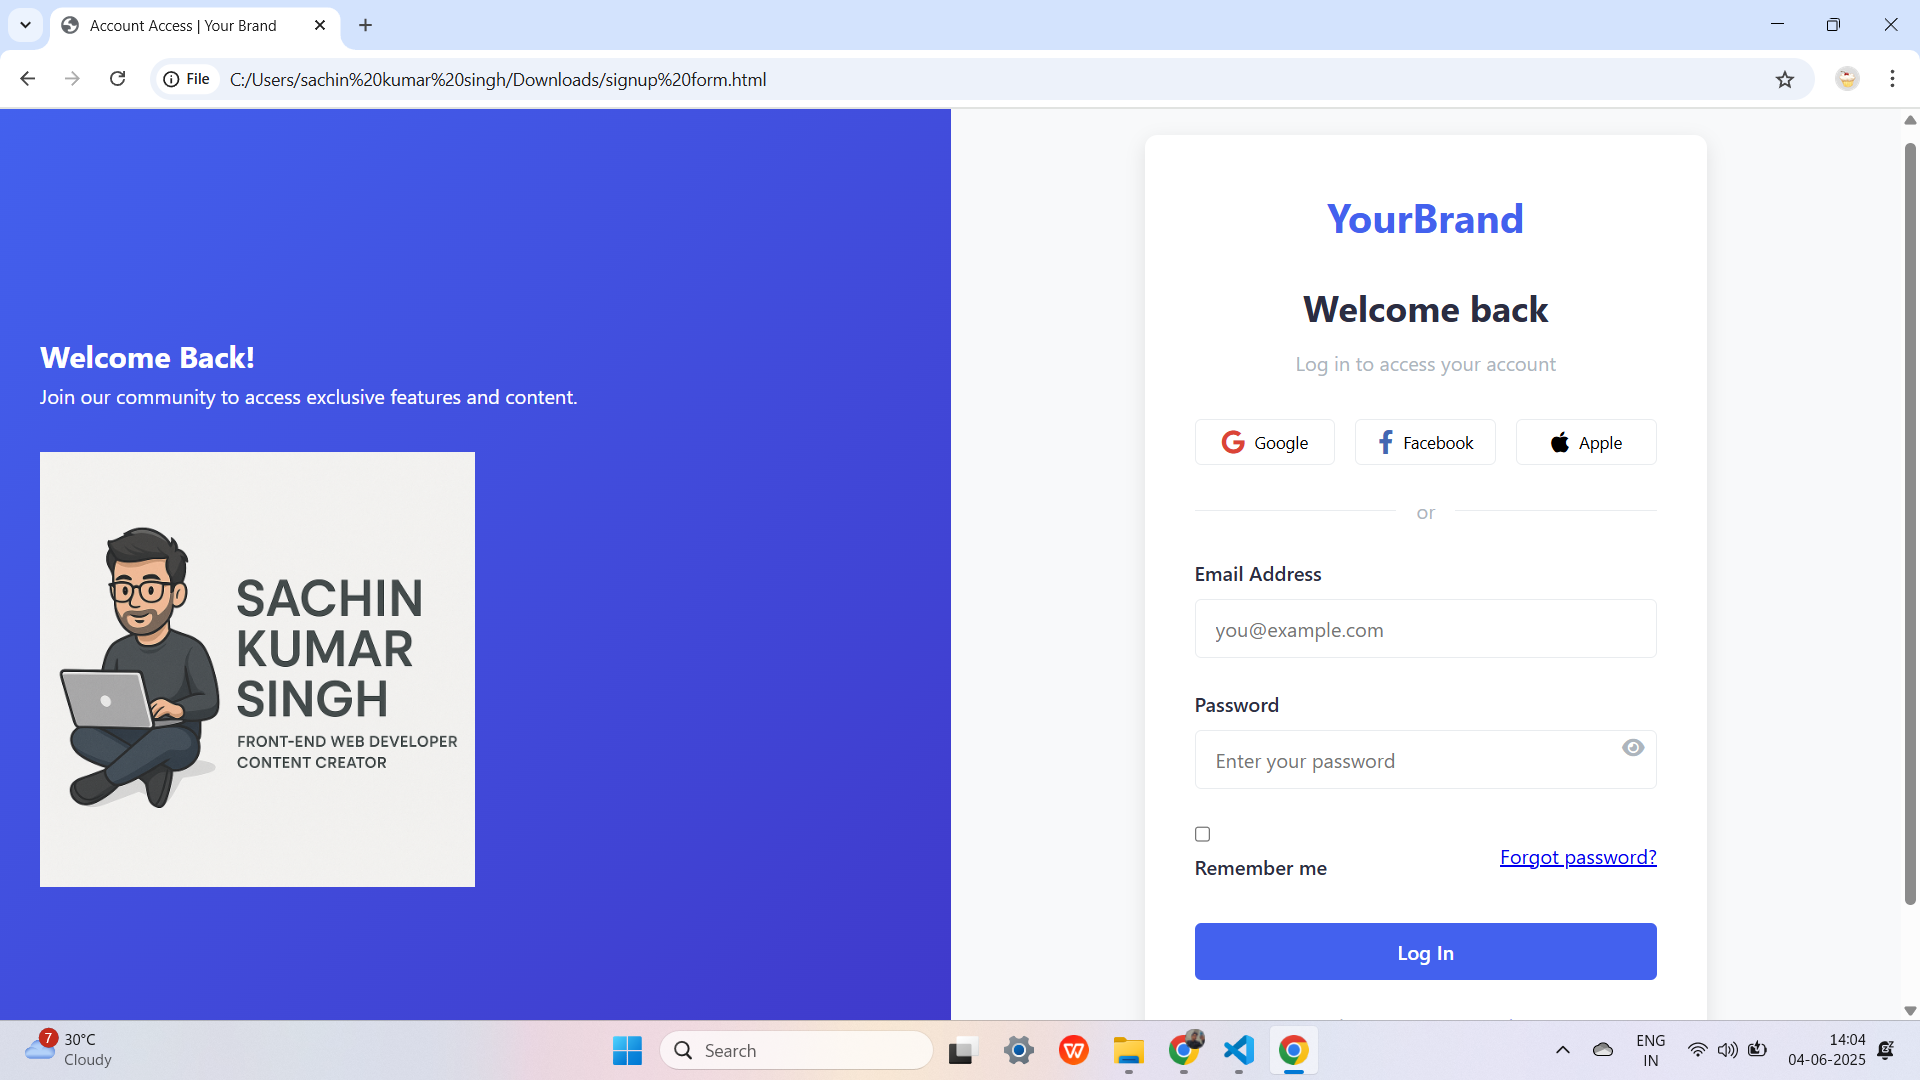 Account Access | Your Brand
File
C:/Users/sachin%20kumar%20singh/Downloads/signup%20form.html
Welcome Back!
Join our community to access exclusive features and content.
SACHIN
KUMAR
SINGH
FRONT-END WEB DEVELOPER
CONTENT CREATOR
YourBrand
Welcome back
Log in to access your account
Google
Facebook
Apple
or
Email Address
you@example.com
Password
Enter your password
Remember me
Forgot password?
Log In
7
30°C
Cloudy
Search
ENG
IN
14:04
04-06-2025